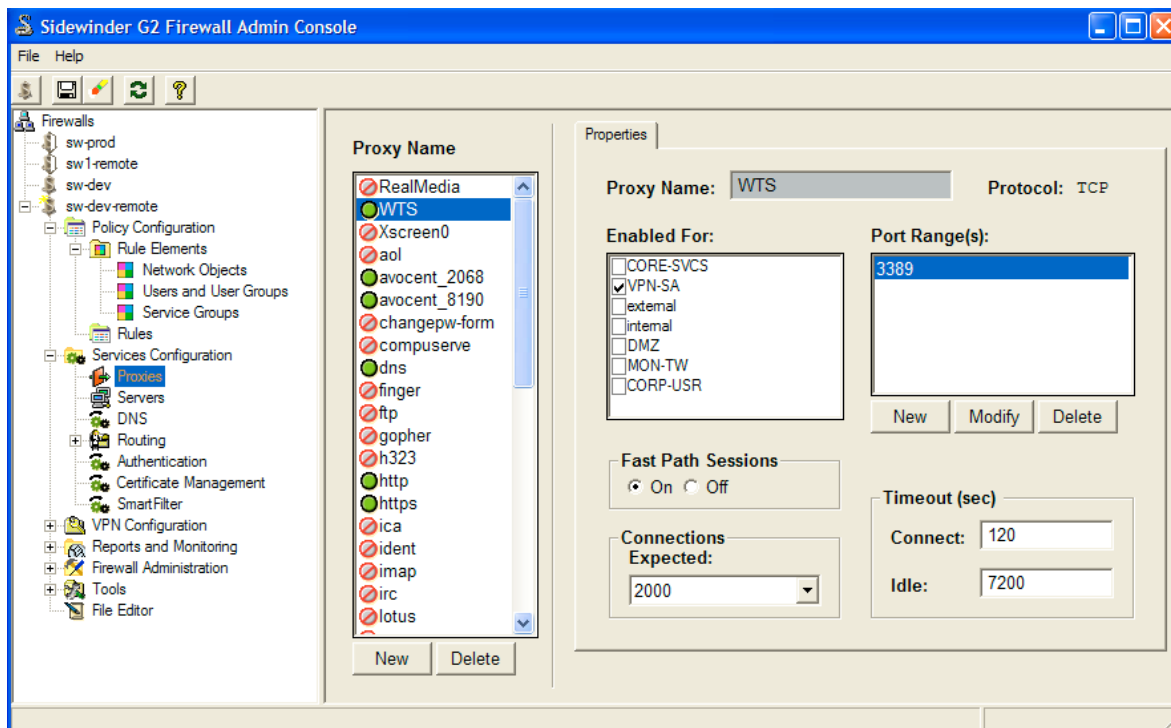 Sidewinder G2 Firewall Admin Console
File Help
Firewalls
sw-prod
sw1-remote
sw-dev
sw-dev-remote
Policy Configuration
Rule Elements
Network Objects
Users and User Groups
Service Groups
Rules
Services Configuration
Proxies
Servers
DNS
Routing
Authentication
Certificate Management
SmartFilter
VPN Configuration
Reports and Monitoring
Firewall Administration
Tools
File Editor
Proxy Name
RealMedia
WTS
Xscreen0
aol
avocent_2068
avocent_8190
changepw-form
compuserve
dns
finger
ftp
gopher
h323
http
https
ica
ident
imap
irc
lotus
New Delete
Properties
Proxy Name: WTS Protocol: TCP
Enabled For:
CORE-SVCS
VPN-SA
external
internal
DMZ
MON-TW
CORP-USR
Port Range(s):
3389
New Modify Delete
Fast Path Sessions
On Off
Connections
Expected:
2000
Timeout (sec)
Connect: 120
Idle: 7200